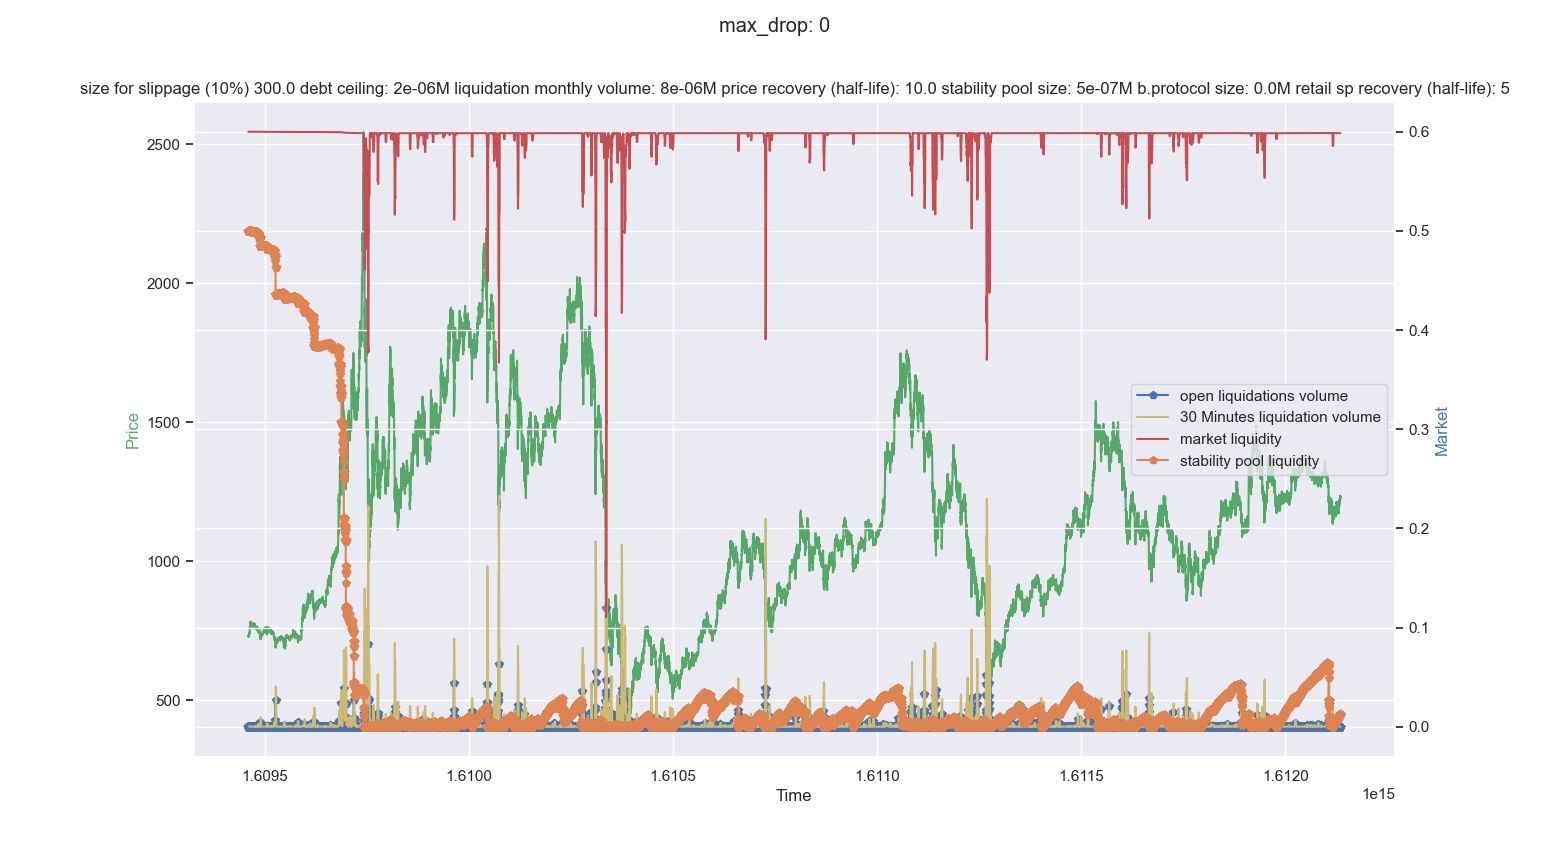 max_drop: 0
size for slippage (10%) 300.0 debt ceiling: 2e-06M liquidation monthly volume: 8e-06M price recovery (half-life): 10.0 stability pool size: 5e-07M b.protocol size: 0.0M retail sp recovery (half-life): 5
2500
2000
1500
1000
500
Price
0.6
0.5
0.4
0.3
0.2
0.1
0.0
Market
open liquidations volume
30 Minutes liquidation volume
market liquidity
stability pool liquidity
1.6095
1.6100
1.6105
1.6110
1.6115
1.6120
1e15
Time